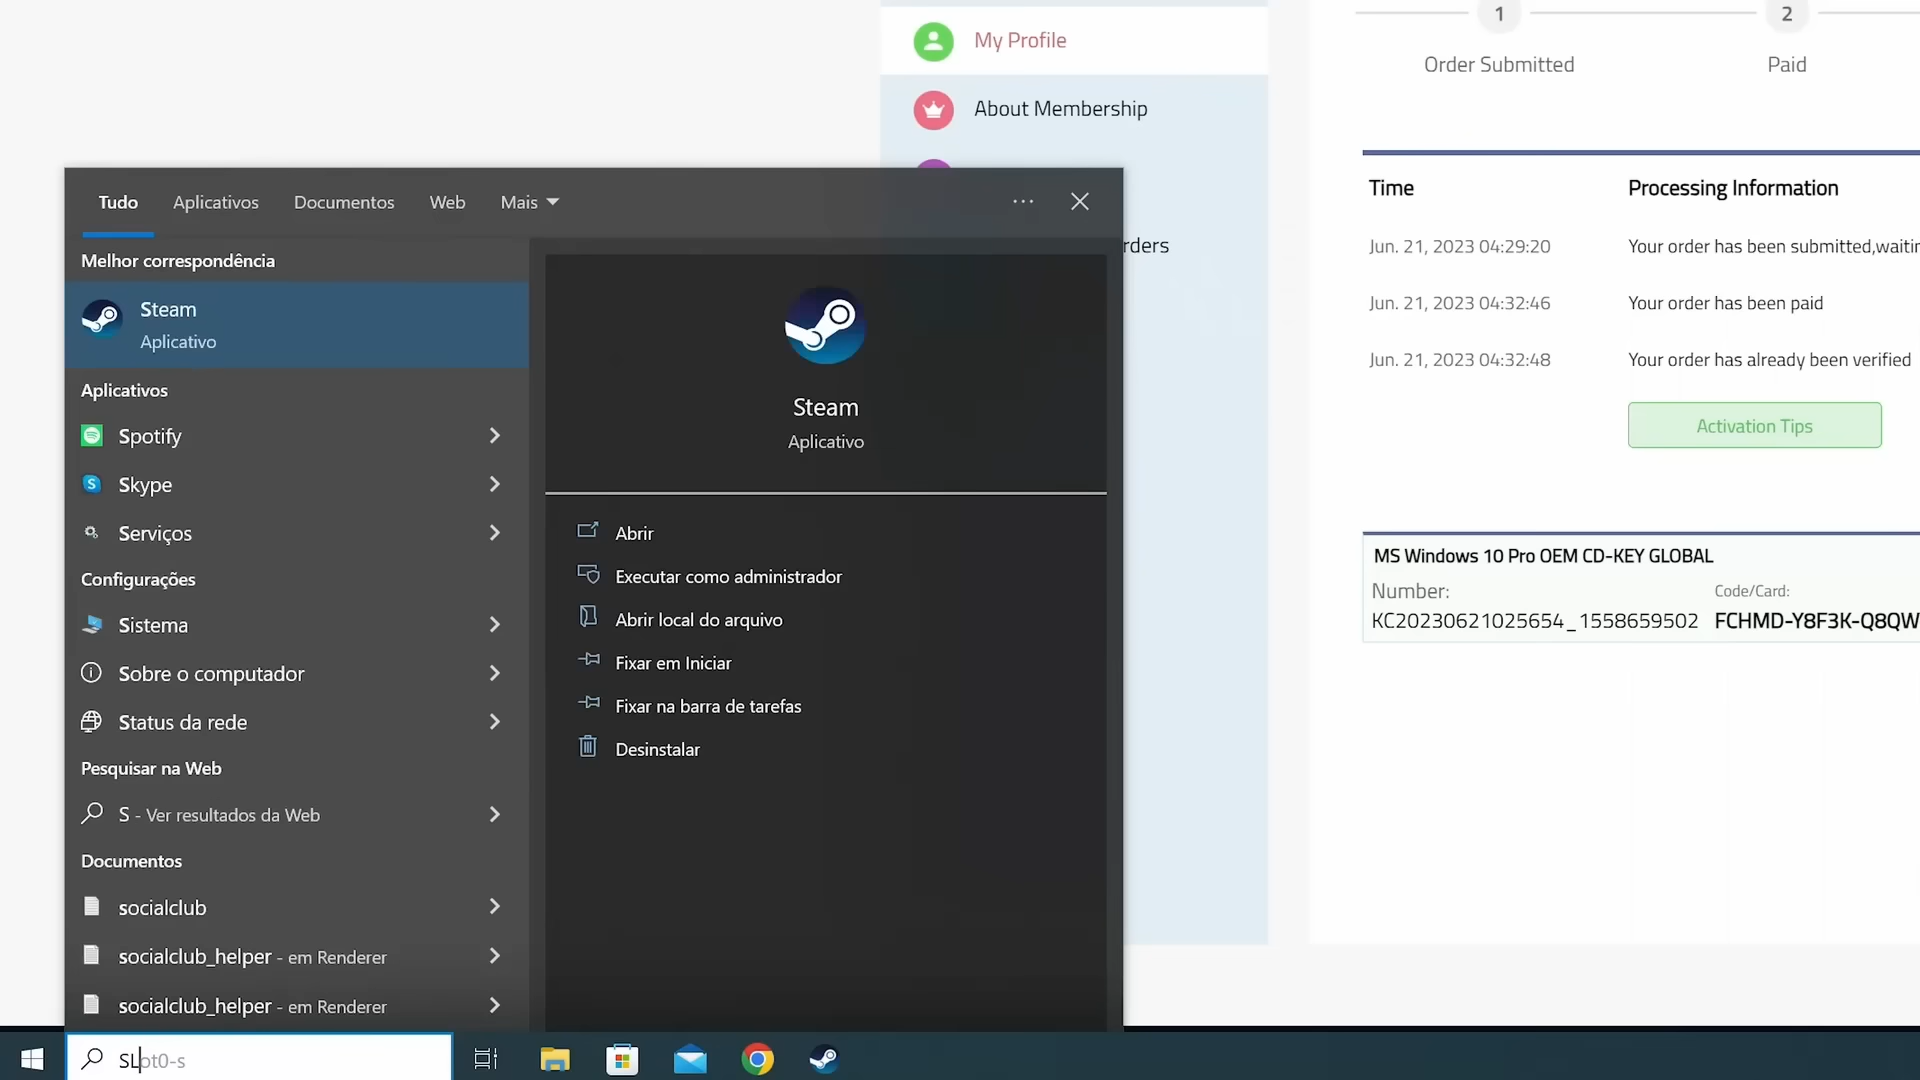 My Profile
About Membership
rders
1
2
Order Submitted
Paid
Time
Processing Information
Jun. 21, 2023 04:29:20
Your order has been submitted,waitin
Jun. 21, 2023 04:32:46
Your order has been paid
Jun. 21, 2023 04:32:48
Your order has already been verified
Activation Tips
MS Windows 10 Pro OEM CD-KEY GLOBAL
Number:
Code/Card:
KC20230621025654_1558659502
FCHMD-Y8F3K-Q8QW
Tudo
Aplicativos
Documentos
Web
Mais
Melhor correspondência
Steam
Aplicativo
Aplicativos
Spotify
Skype
Serviços
Configurações
Sistema
Sobre o computador
Status da rede
Pesquisar na Web
S - Ver resultados da Web
Documentos
socialclub
socialclub_helper - em Renderer
socialclub_helper - em Renderer
Steam
Aplicativo
Abrir
Executar como administrador
Abrir local do arquivo
Fixar em Iniciar
Fixar na barra de tarefas
Desinstalar
SLot0-s